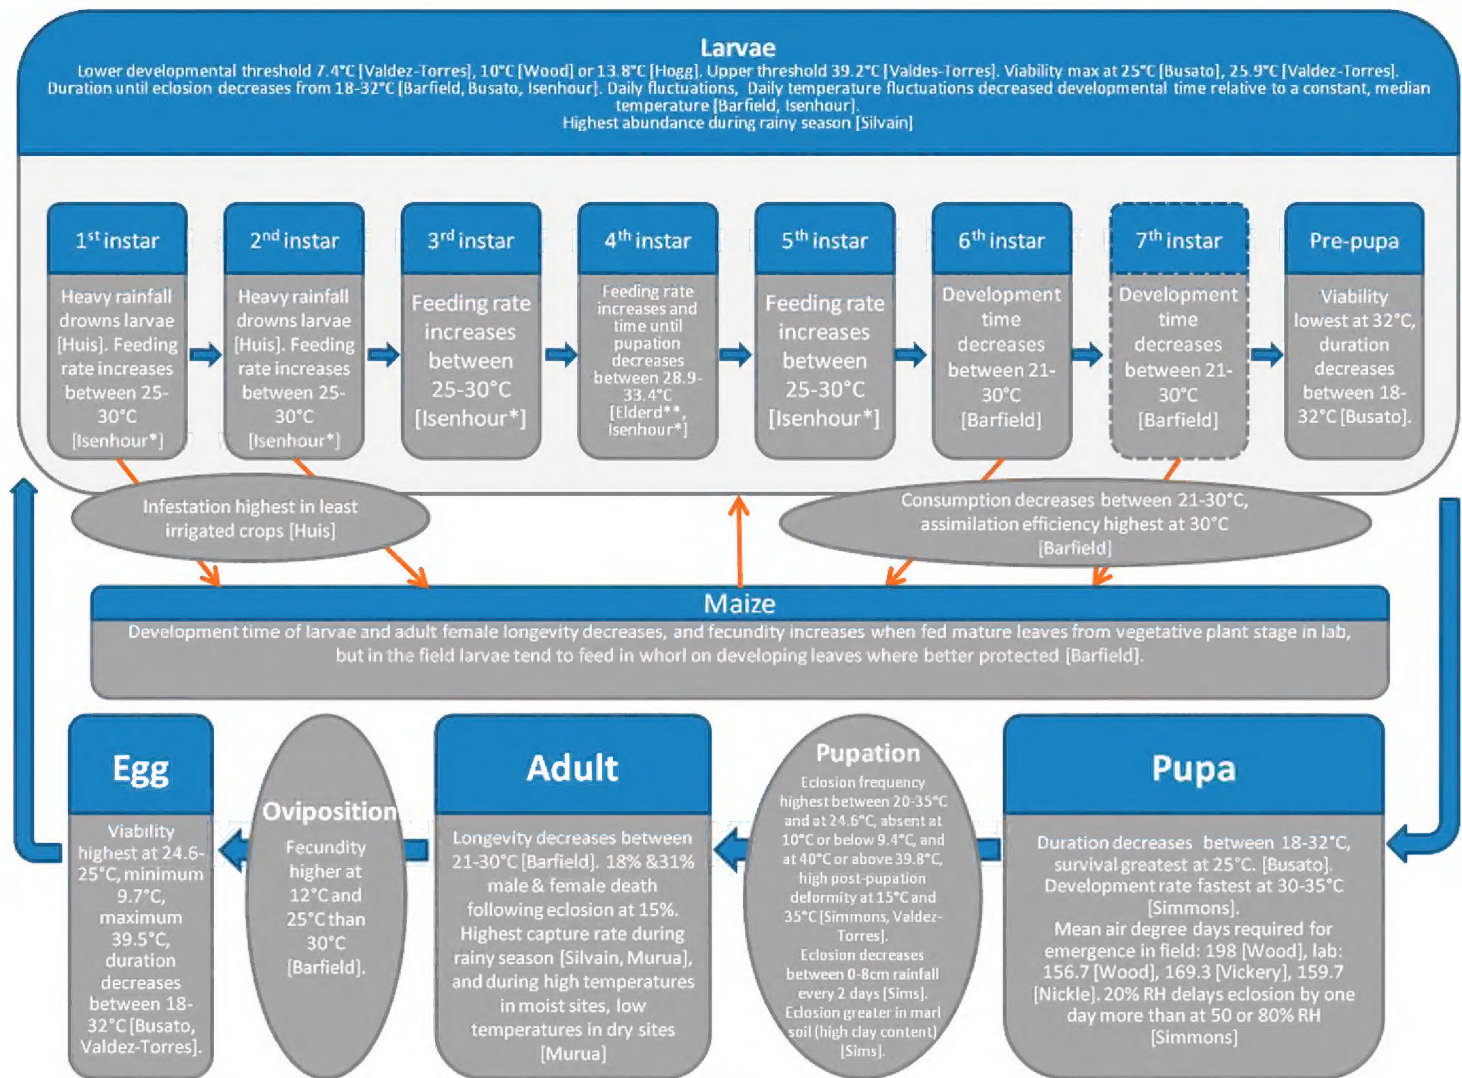 Larvae
Lower developmental threshold 7.4°C [Valdez-Torres], 10°C [Wood] or 13.8°C [Hogg]. Upper threshold 39.2°C [Valdes-Torres]. Viability max at 25°C [Busato], 25.9°C [Valdez-Torres].
Duration until eclosion decreases from 18-32°C [Barfield, Busato, Isenhour]. Daily fluctuations, Daily temperature fluctuations decreased developmental time relative to a constant, median
temperature [Barfield, Isenhour].
Highest abundance during rainy season [Silvain]
1st instar
Heavy rainfall
drowns larvae
[Huis]. Feeding
rate increases
between 25-
30°C
[Isenhour*]
2nd instar
Heavy rainfall
drowns larvae
[Huis]. Feeding
rate increases
between 25-
30°C
[Isenhour*]
3rd instar
Feeding rate
increases
between
25-30°C
[Isenhour*]
4th instar
Feeding rate
increases and
time until
pupation
decreases
between 28.9-
33.4°C
[Elderd**,
Isenhour*]
5th instar
Feeding rate
increases
between
25-30°C
[Isenhour*]
6th instar
Development
time
decreases
between 21-
30°C
[Barfield]
7th instar
Development
time
decreases
between 21-
30°C
[Barfield]
Pre-pupa
Viability
lowest at 32°C,
duration
decreases
between 18-
32°C [Busato].
Infestation highest in least
irrigated crops [Huis]
Consumption decreases between 21-30°C,
assimilation efficiency highest at 30°C
[Barfield]
Maize
Development time of larvae and adult female longevity decreases, and fecundity increases when fed mature leaves from vegetative plant stage in lab,
but in the field larvae tend to feed in whorl on developing leaves where better protected [Barfield].
Egg
Viability
highest at 24.6-
25°C, minimum
9.7°C,
maximum
39.5°C,
duration
decreases
between 18-
32°C [Busato,
Valdez-Torres].
Oviposition
Fecundity
higher at
12°C and
25°C than
30°C
[Barfield].
Adult
Longevity decreases between
21-30°C [Barfield]. 18% &31%
male & female death
following eclosion at 15%.
Highest capture rate during
rainy season [Silvain, Murua],
and during high temperatures
in moist sites, low
temperatures in dry sites
[Murua]
Pupation
Eclosion frequency
highest between 20-35°C
and at 24.6°C, absent at
10°C or below 9.4°C, and
at 40°C or above 39.8°C,
high post-pupation
deformity at 15°C and
35°C [Simmons, Valdez-
Torres].
Eclosion decreases
between 0-8cm rainfall
every 2 days [Sims].
Eclosion greater in marl
soil (high clay content)
[Sims].
Pupa
Duration decreases between 18-32°C,
survival greatest at 25°C. [Busato].
Development rate fastest at 30-35°C
[Simmons].
Mean air degree days required for
emergence in field: 198 [Wood], lab:
156.7 [Wood], 169.3 [Vickery], 159.7
[Nickle]. 20% RH delays eclosion by one
day more than at 50 or 80% RH
[Simmons]